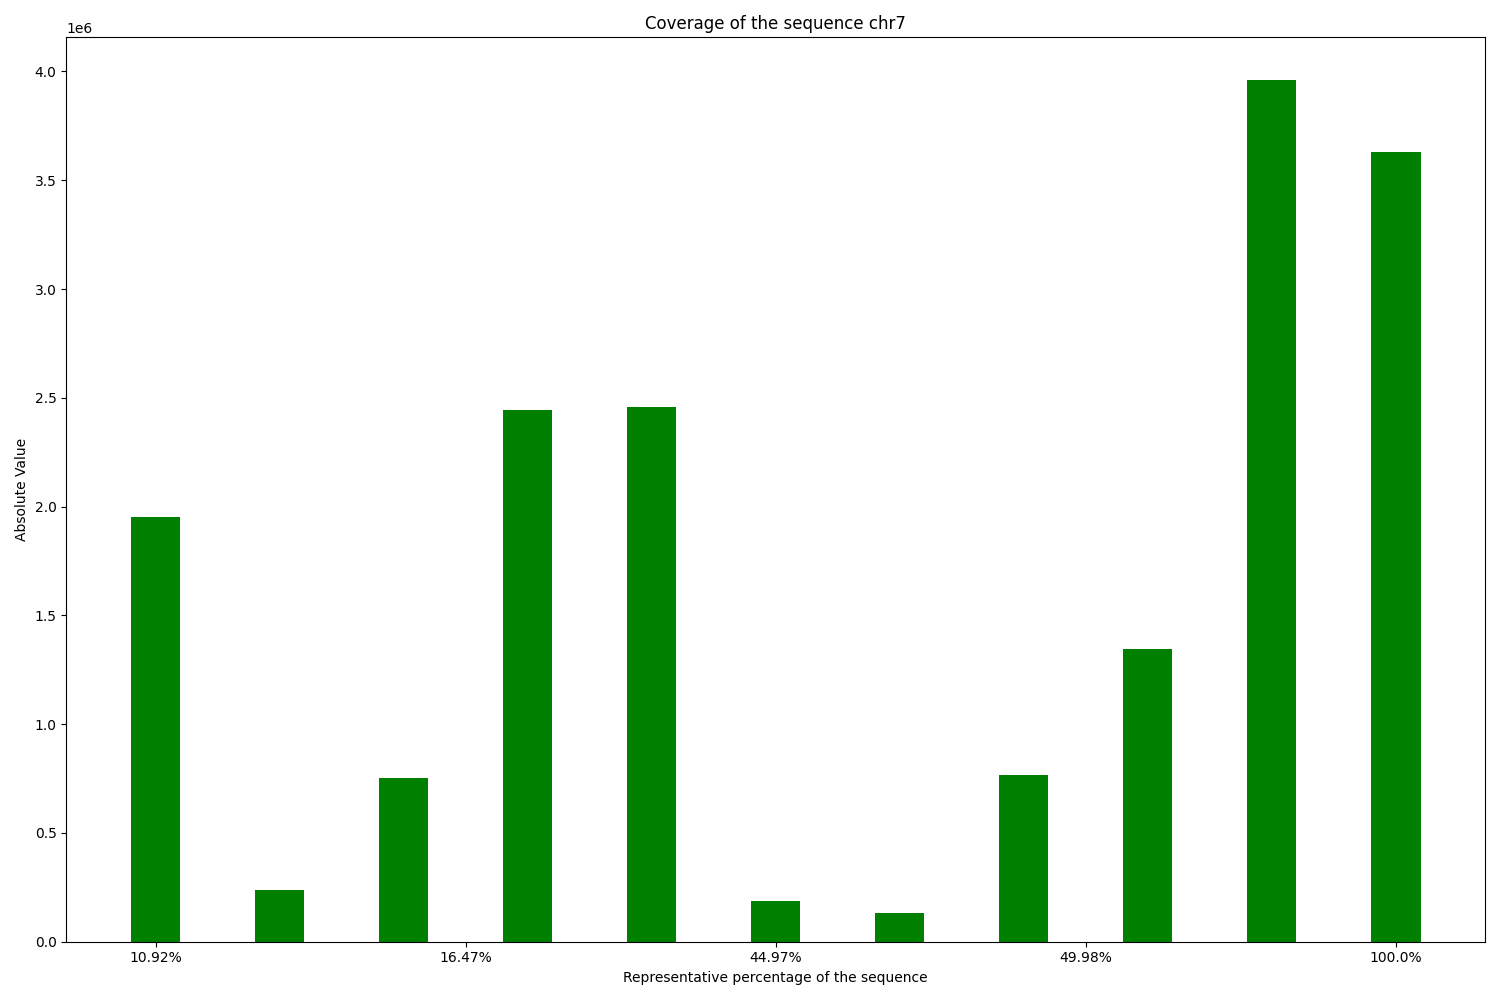 Coverage of the sequence chr7
1e6
4.0
3.5
3.0
2.5
2.0
1.5
1.0
0.5
0.0
Absolute Value
10.92% 16.47% 44.97% 49.98% 100.0%
Representative percentage of the sequence